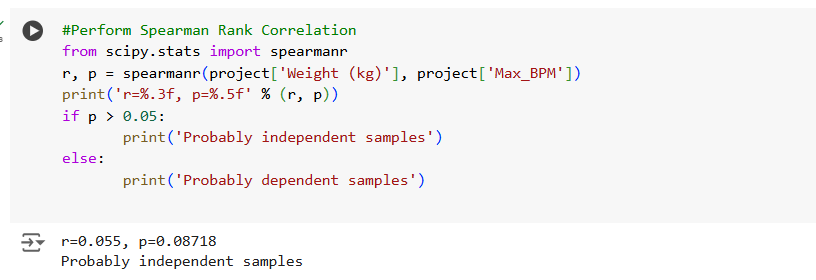 #Perform Spearman Rank Correlation
from scipy.stats import spearmanr
r, p = spearmanr(project['Weight (kg)'], project['Max_BPM'])
print('r=%.3f, p=%.5f' % (r, p))
if p > 0.05:
       print('Probably independent samples')
else:
       print('Probably dependent samples')
r=0.055, p=0.08718
Probably independent samples